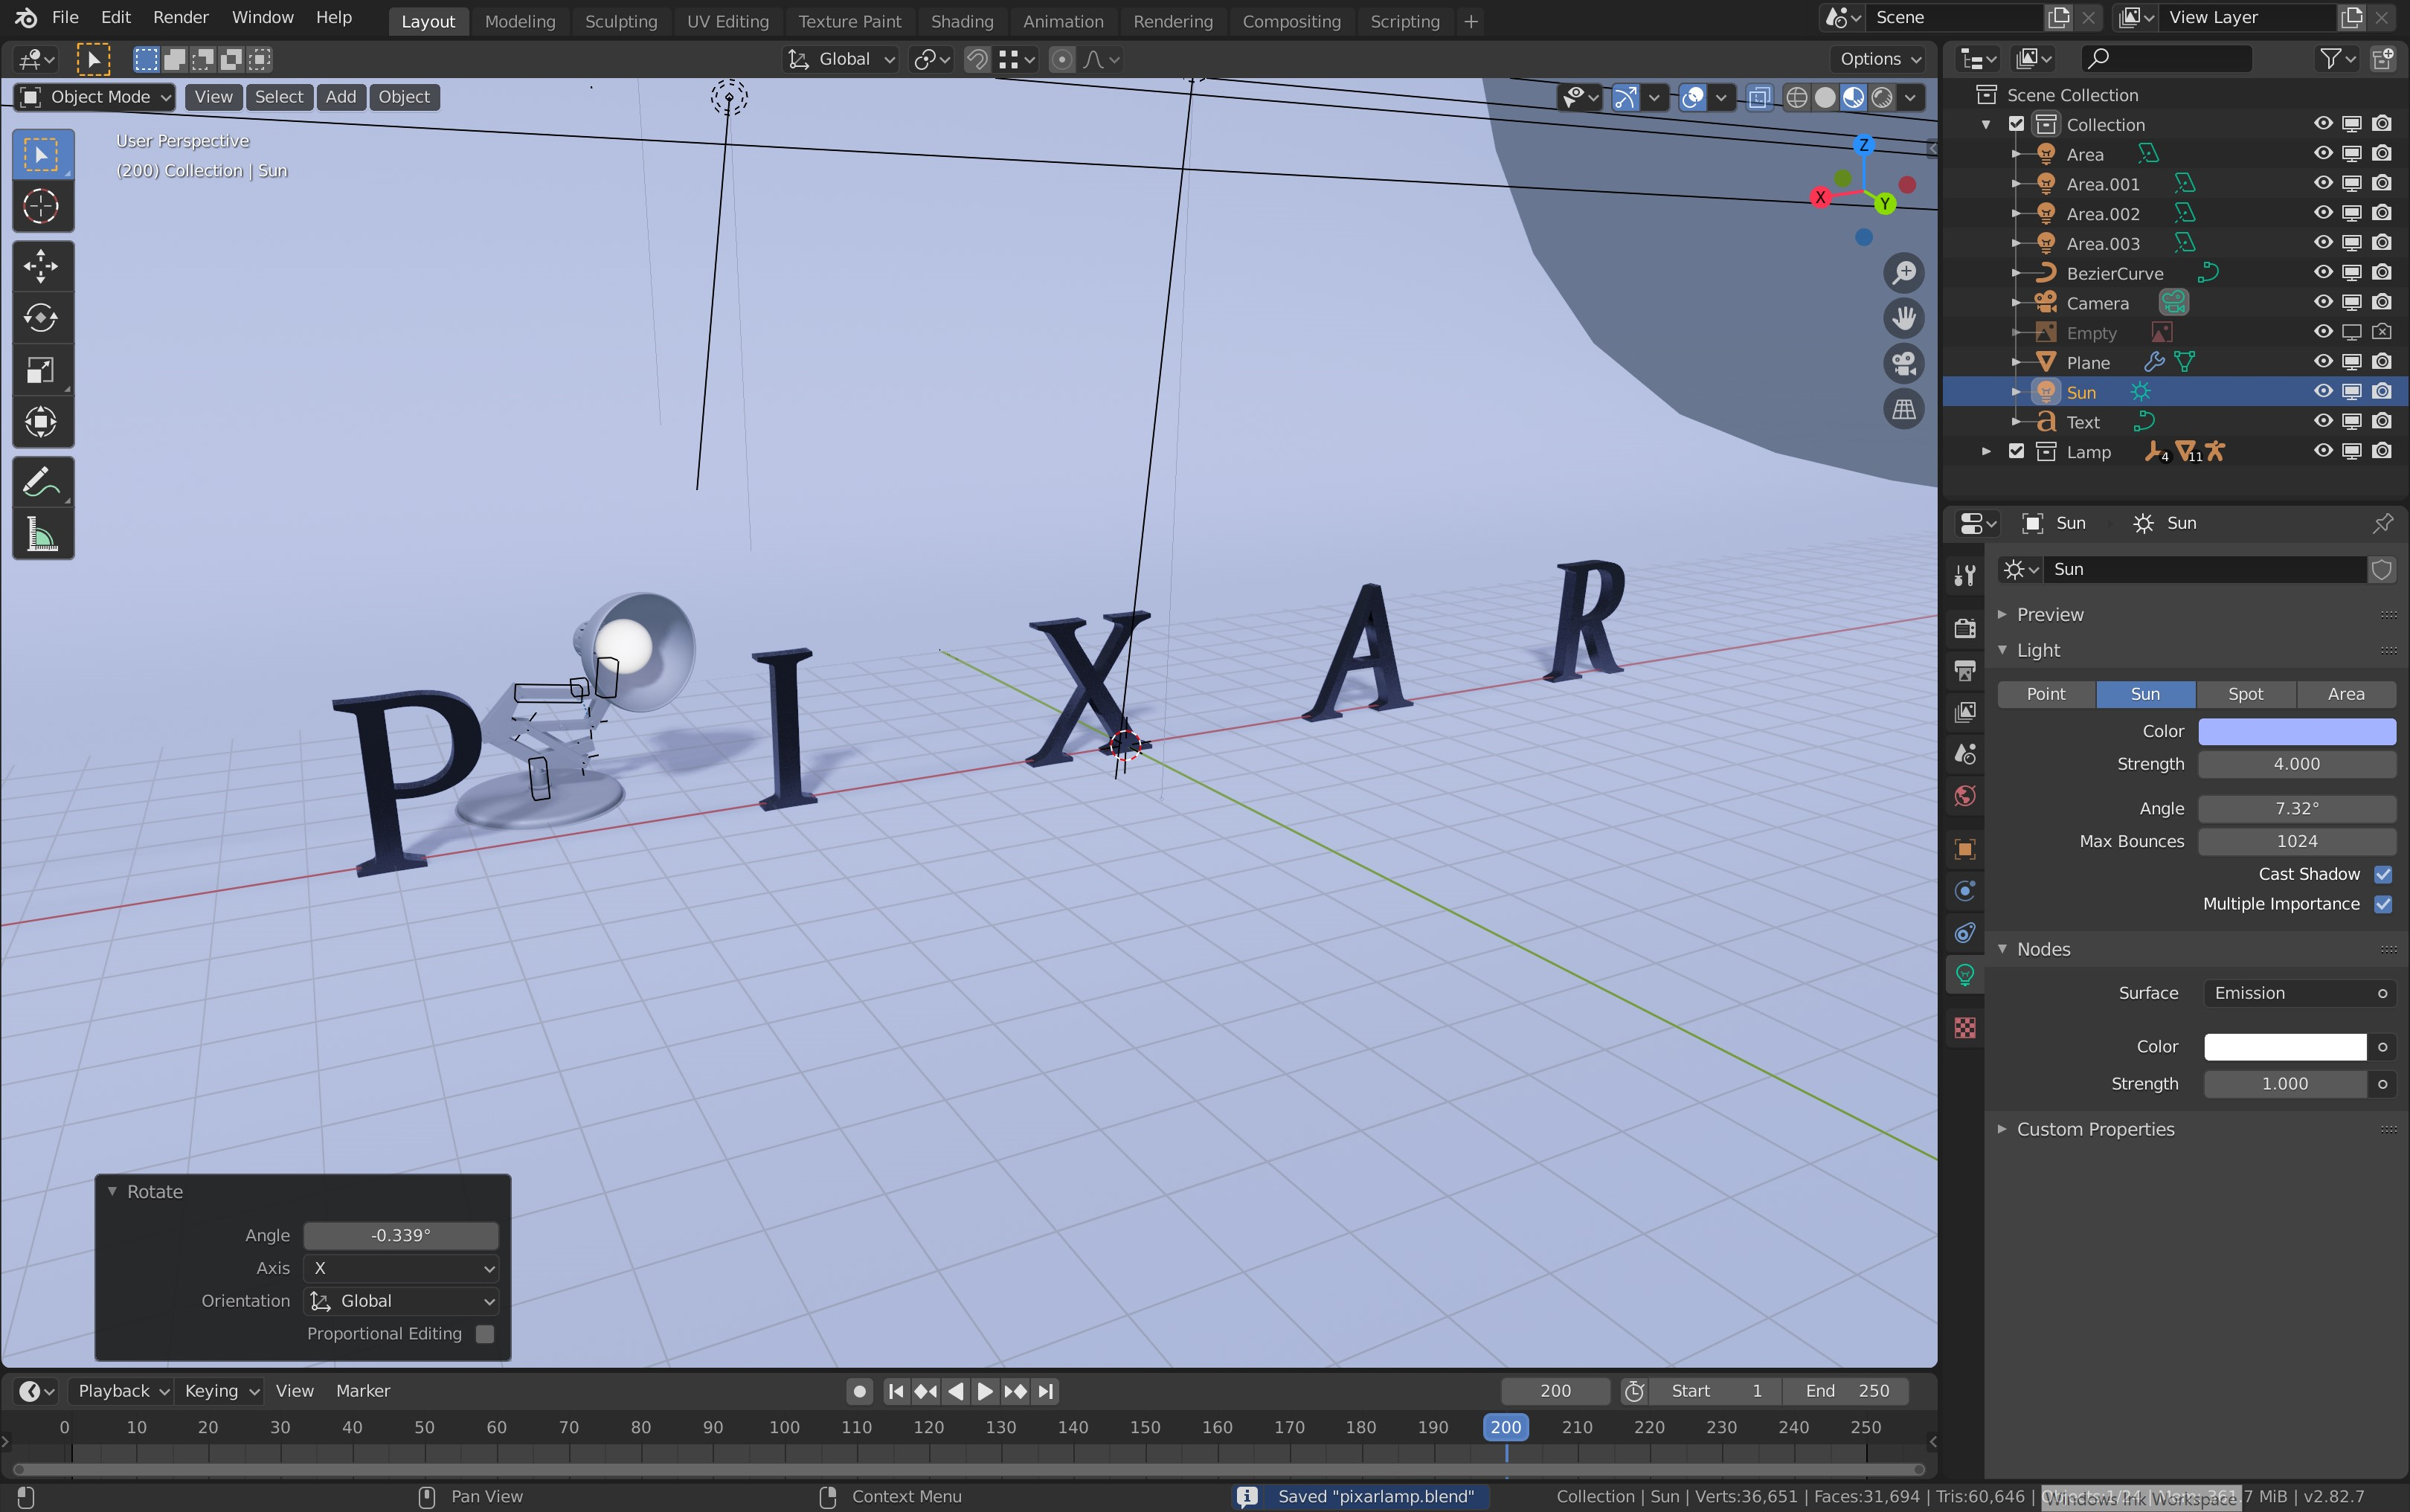 File Edit Render Window Help Layout Modeling Sculpting UV Editing Texture Paint Shading Animation Rendering Compositing Scripting + Scene View Layer
Global Options
Object Mode View Select Add Object
User Perspective
(200) Collection | Sun
Z
X
Y
P I X A R
Scene Collection
Collection
Area
Area.001
Area.002
Area.003
BezierCurve
Camera
Empty
Plane
Sun
Text
Lamp 4 11
Sun Sun
Sun
Preview
Light
Point Sun Spot Area
Color
Strength 4.000
Angle 7.32°
Max Bounces 1024
Cast Shadow
Multiple Importance
Nodes
Surface Emission
Color
Strength 1.000
Custom Properties
Rotate
Angle -0.339°
Axis X
Orientation Global
Proportional Editing
Playback Keying View Marker 200 Start 1 End 250
0 10 20 30 40 50 60 70 80 90 100 110 120 130 140 150 160 170 180 190 200 210 220 230 240 250
Pan View Context Menu Saved "pixarlamp.blend" Collection | Sun | Verts:36,651 | Faces:31,694 | Tris:60,646 | 7 MiB | v2.82.7
Windows Ink Workspace